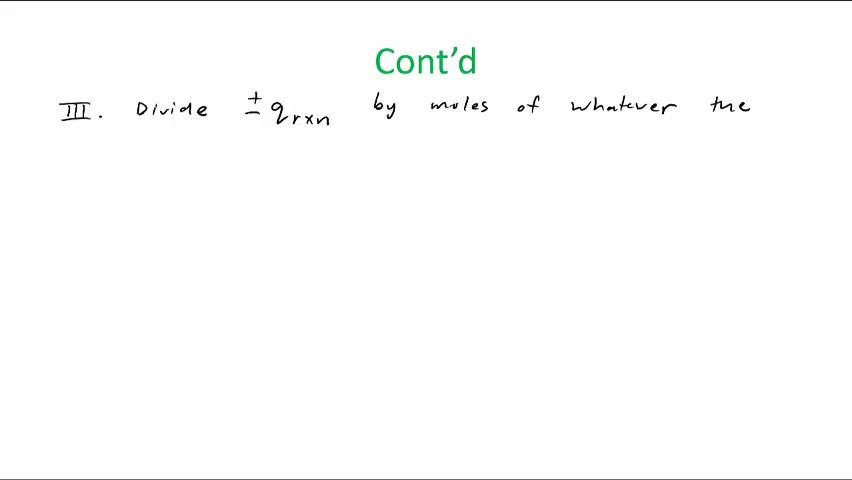 Cont'd
III. Divide ± qrxn by moles of whatever the